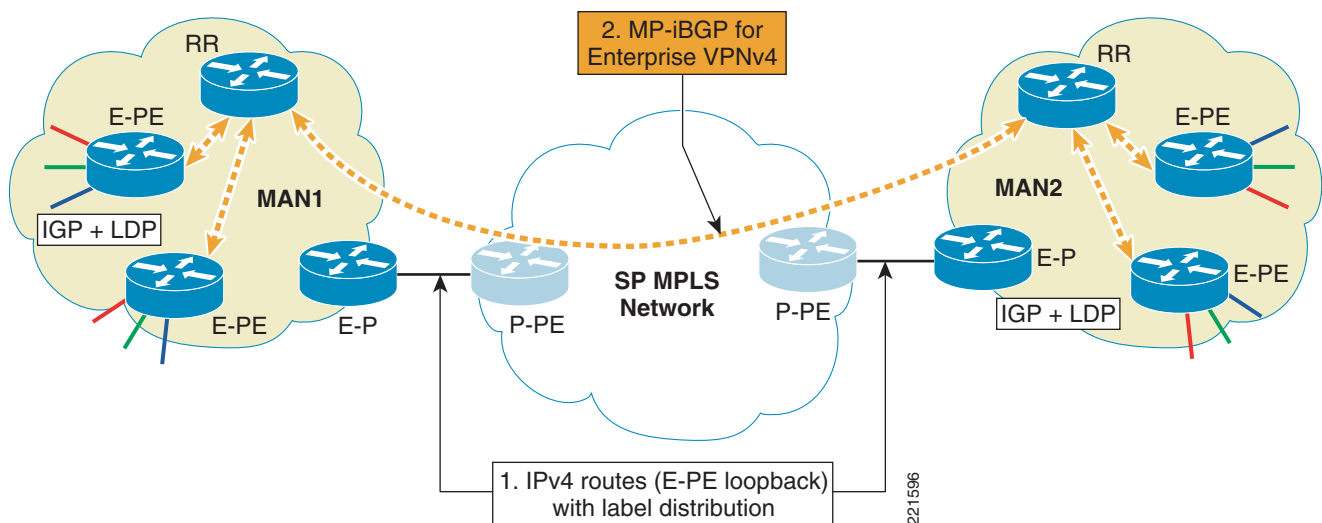 2. MP-iBGP for
Enterprise VPNv4
RR
RR
E-PE
E-PE
MAN1
MAN2
IGP + LDP
E-PE
E-P
P-PE
SP MPLS
Network
P-PE
E-P
IGP + LDP
E-PE
1. IPv4 routes (E-PE loopback)
with label distribution
221596